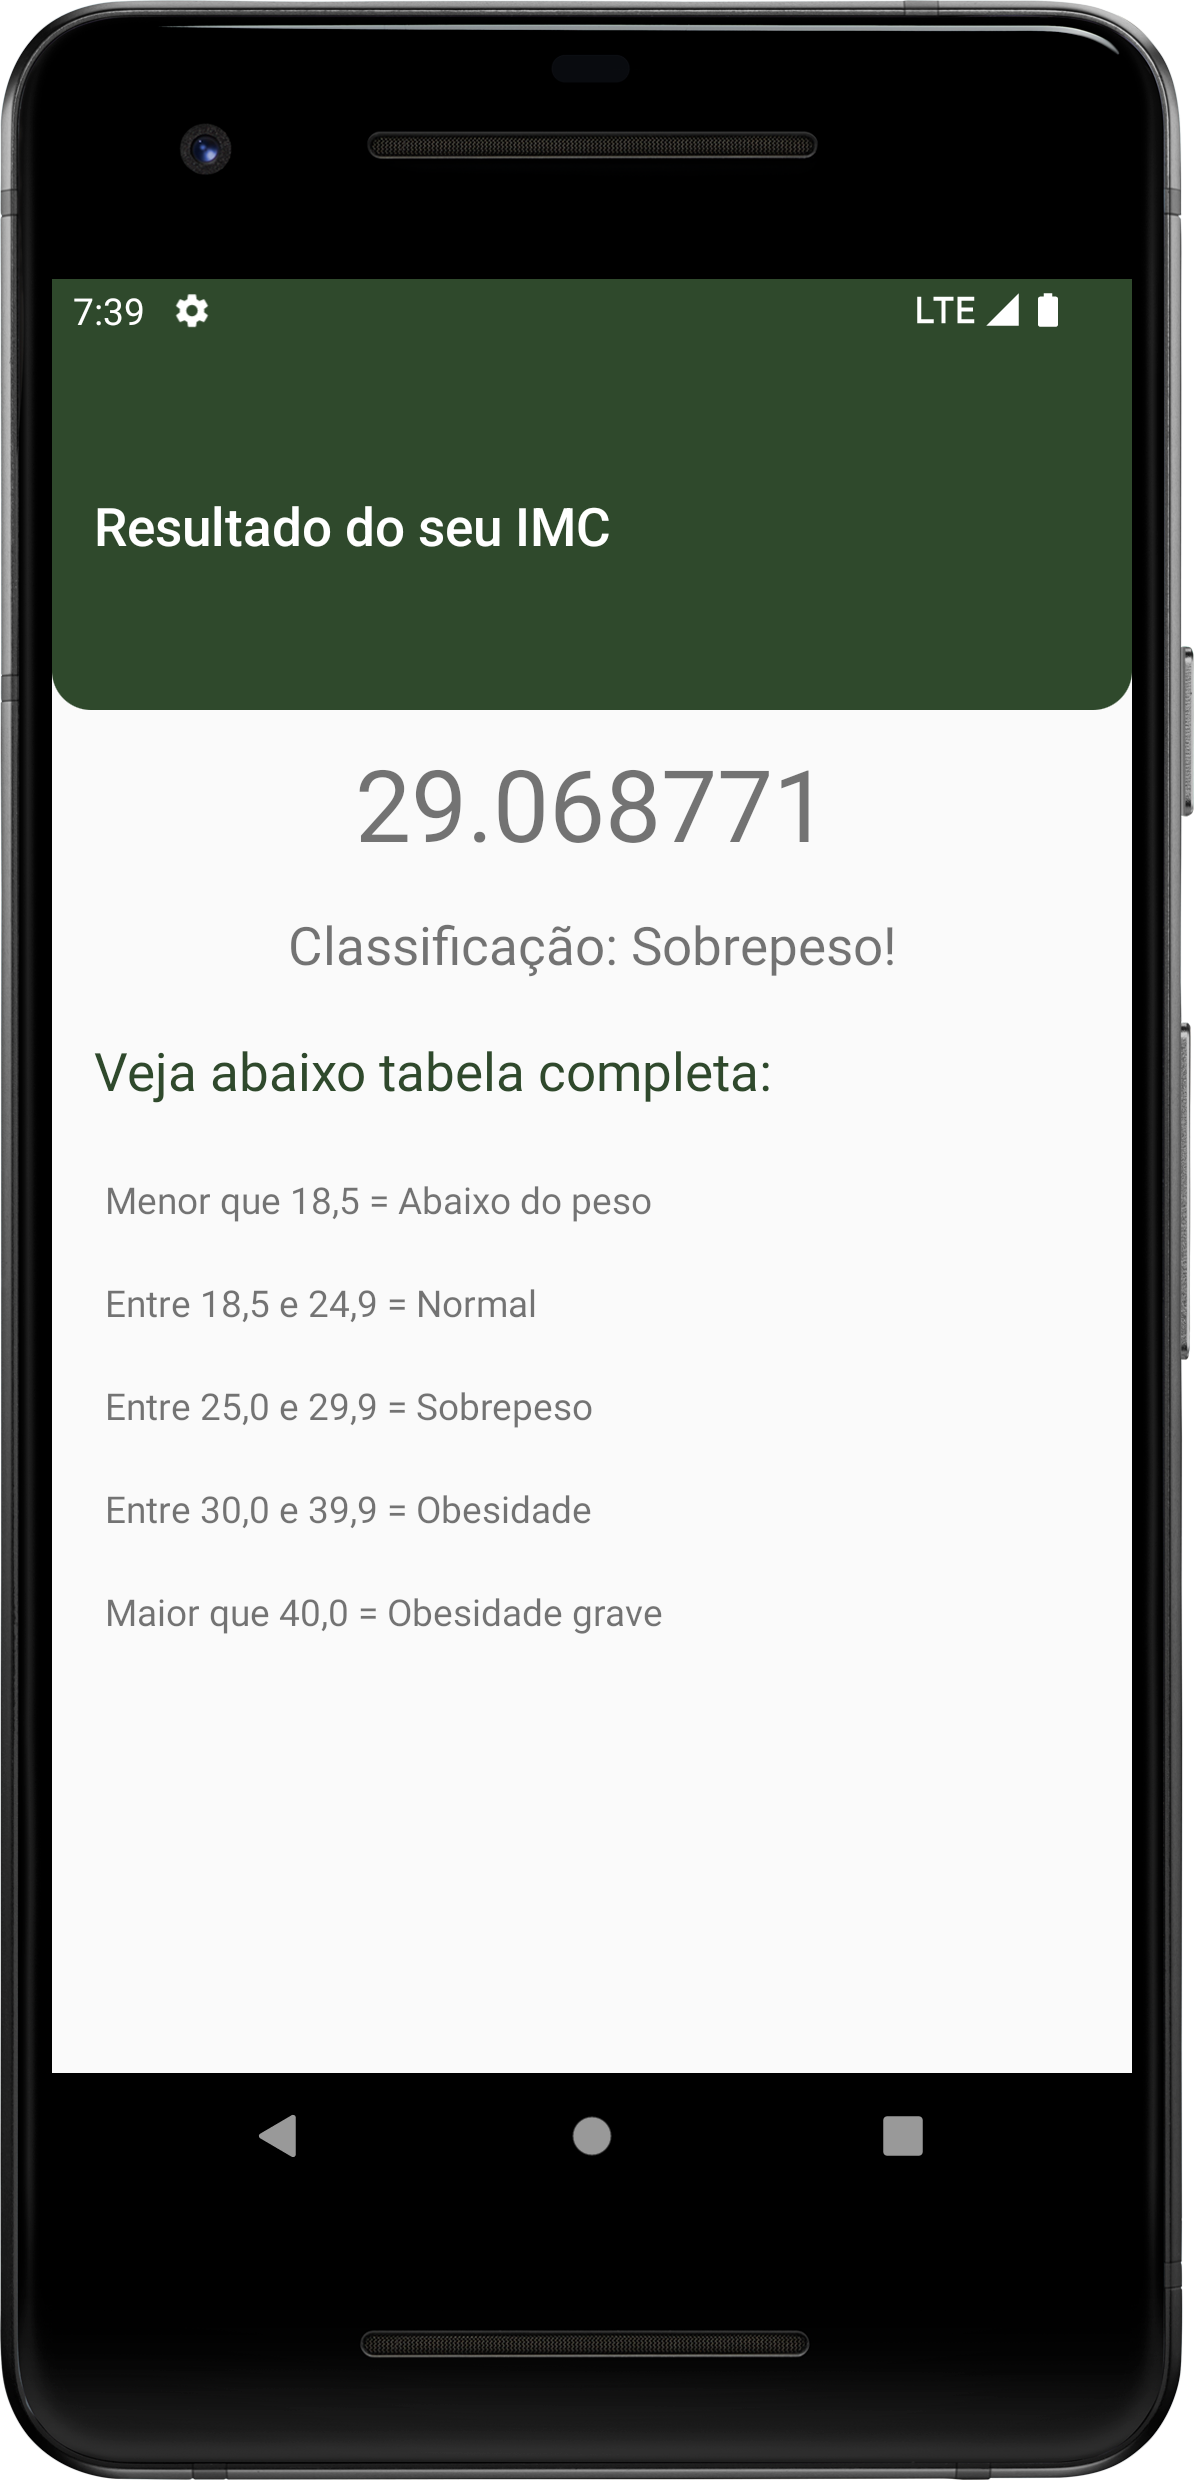 7:39
LTE
Resultado do seu IMC
29.068771
Classificação: Sobrepeso!
Veja abaixo tabela completa:
Menor que 18,5 = Abaixo do peso
Entre 18,5 e 24,9 = Normal
Entre 25,0 e 29,9 = Sobrepeso
Entre 30,0 e 39,9 = Obesidade
Maior que 40,0 = Obesidade grave